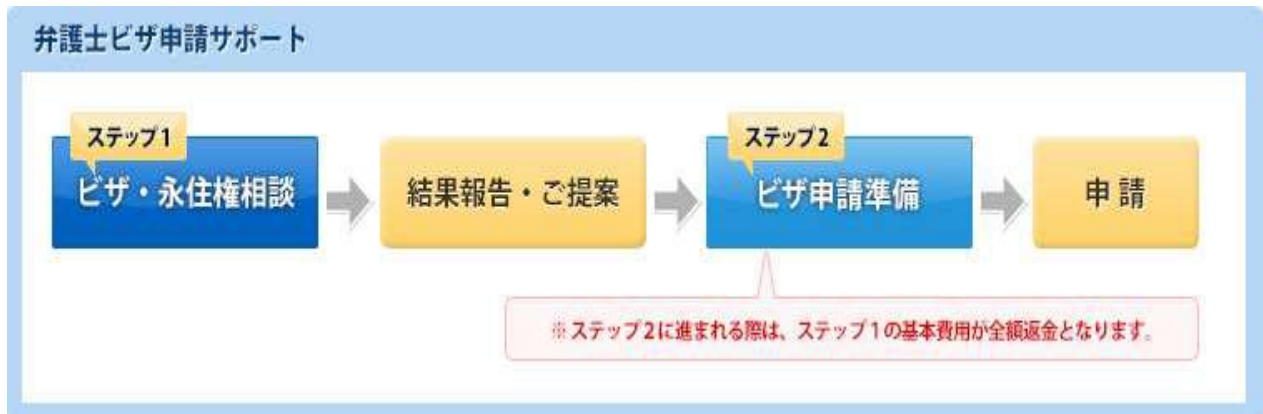 弁護士ビザ申請サポート
ステップ1
ビザ・永住権相談
結果報告・ご提案
ステップ2
ビザ申請準備
申請
※ステップ2に進まれる際は、ステップ1の基本費用が全額返金となります。